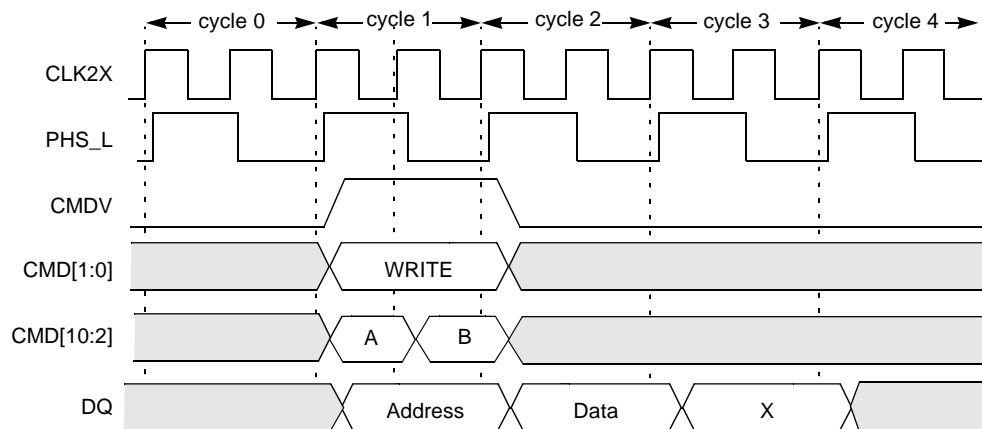 cycle 0 cycle 1 cycle 2 cycle 3 cycle 4
CLK2X
PHS_L
CMDV
CMD[1:0] WRITE
CMD[10:2] A B
DQ Address Data X